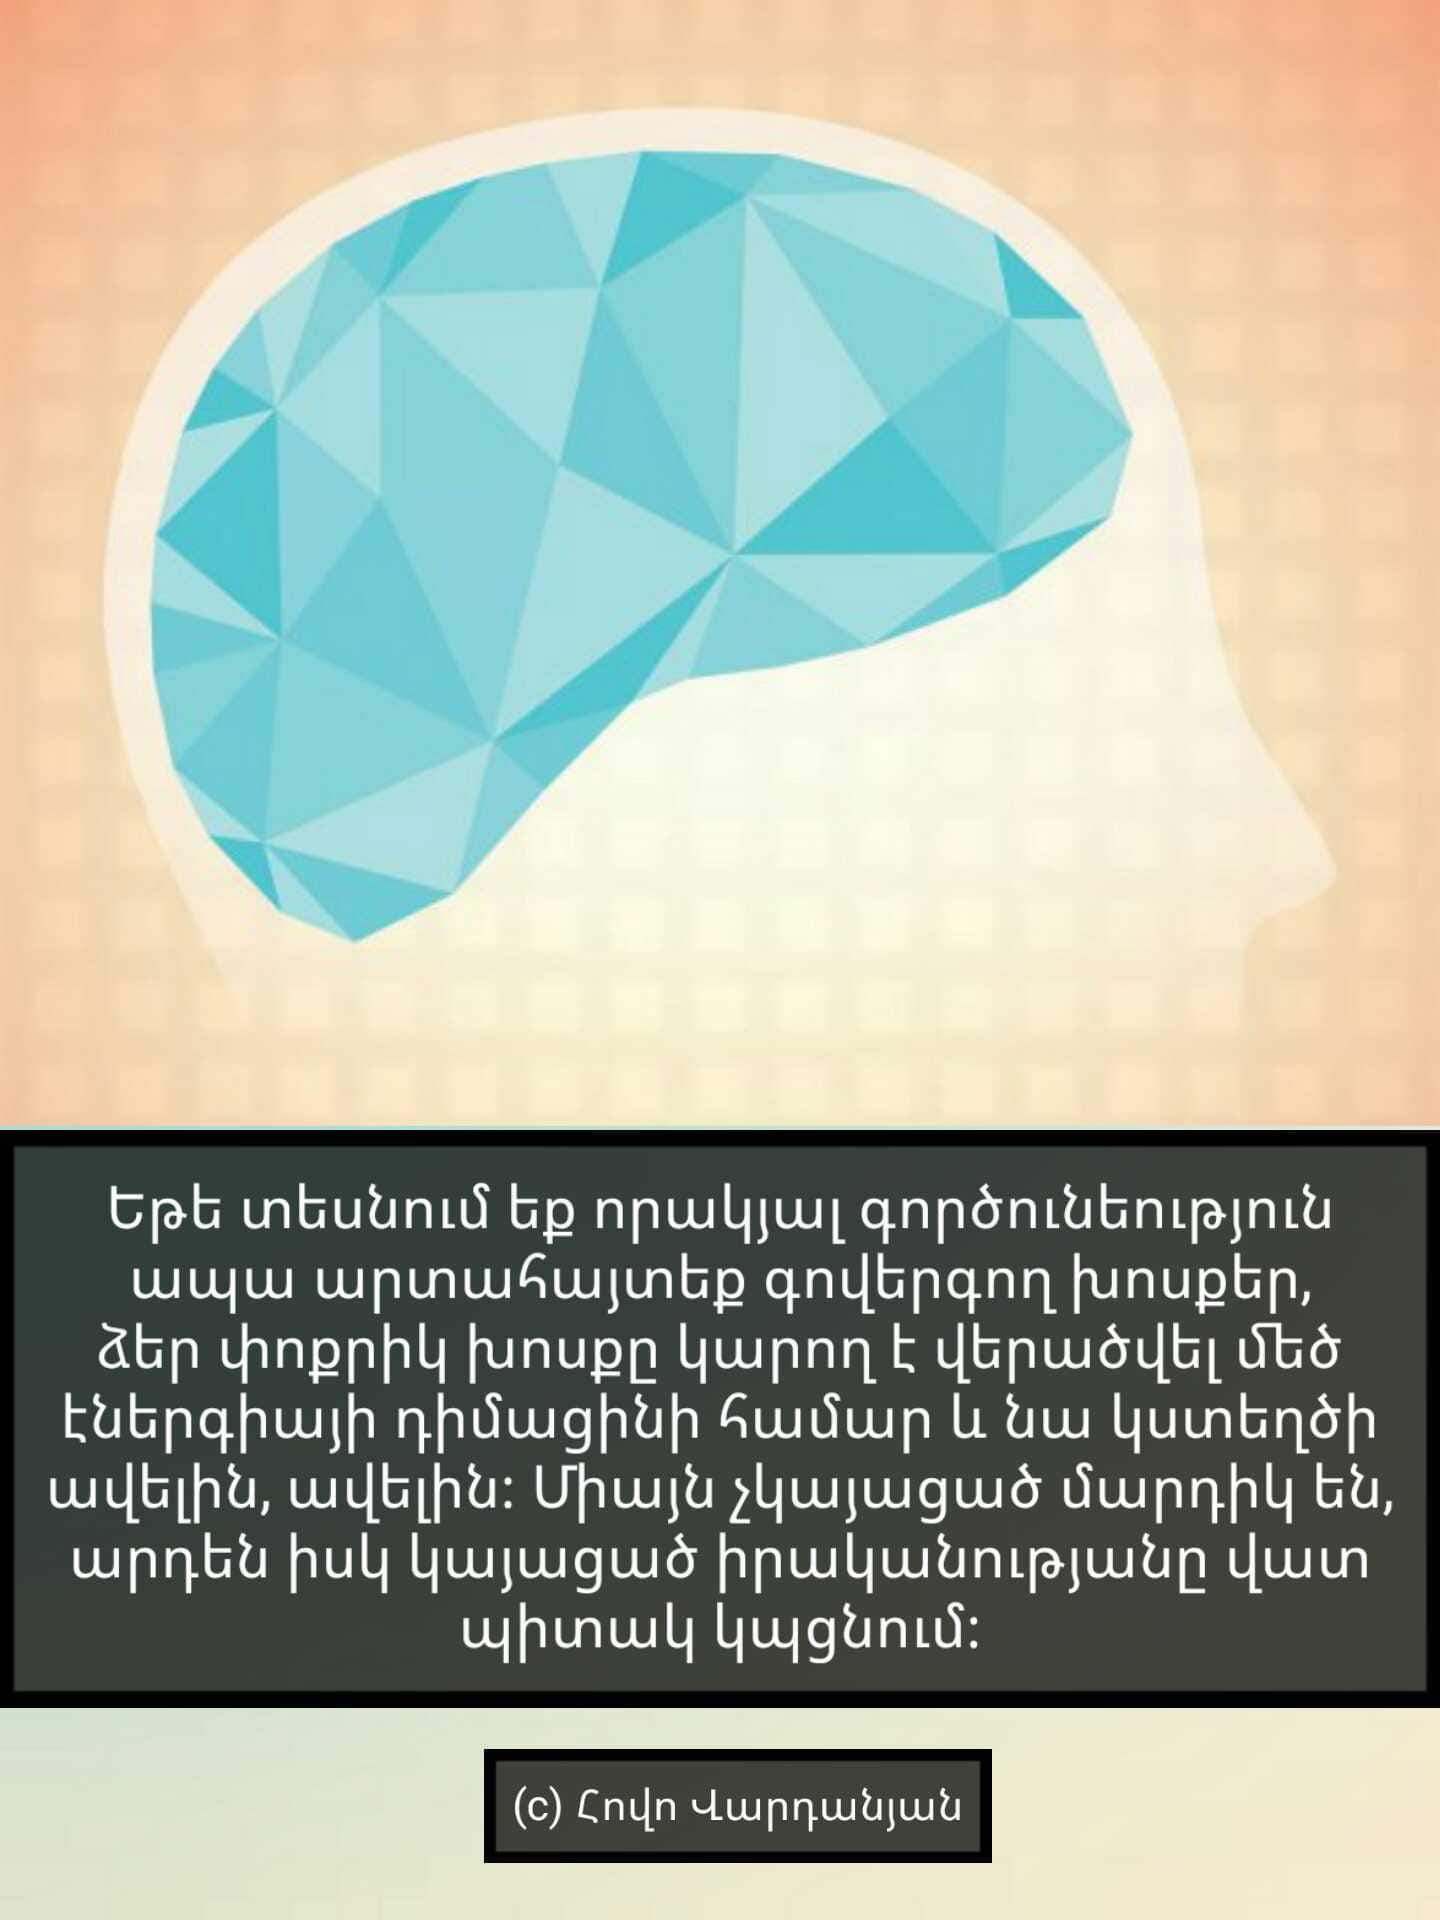 Եթե տեսնում եք որակյալ գործունեություն
ապա արտահայտեք գովերգող խոսքեր,
ձեր փոքրիկ խոսքը կարող է վերածվել մեծ
էներգիայի դիմացինի համար և նա կստեղծի
ավելին, ավելին: Միայն չկայացած մարդիկ են,
արդեն իսկ կայացած իրականությանը վատ
պիտակ կպցնում:
(c) Հովո Վարդանյան